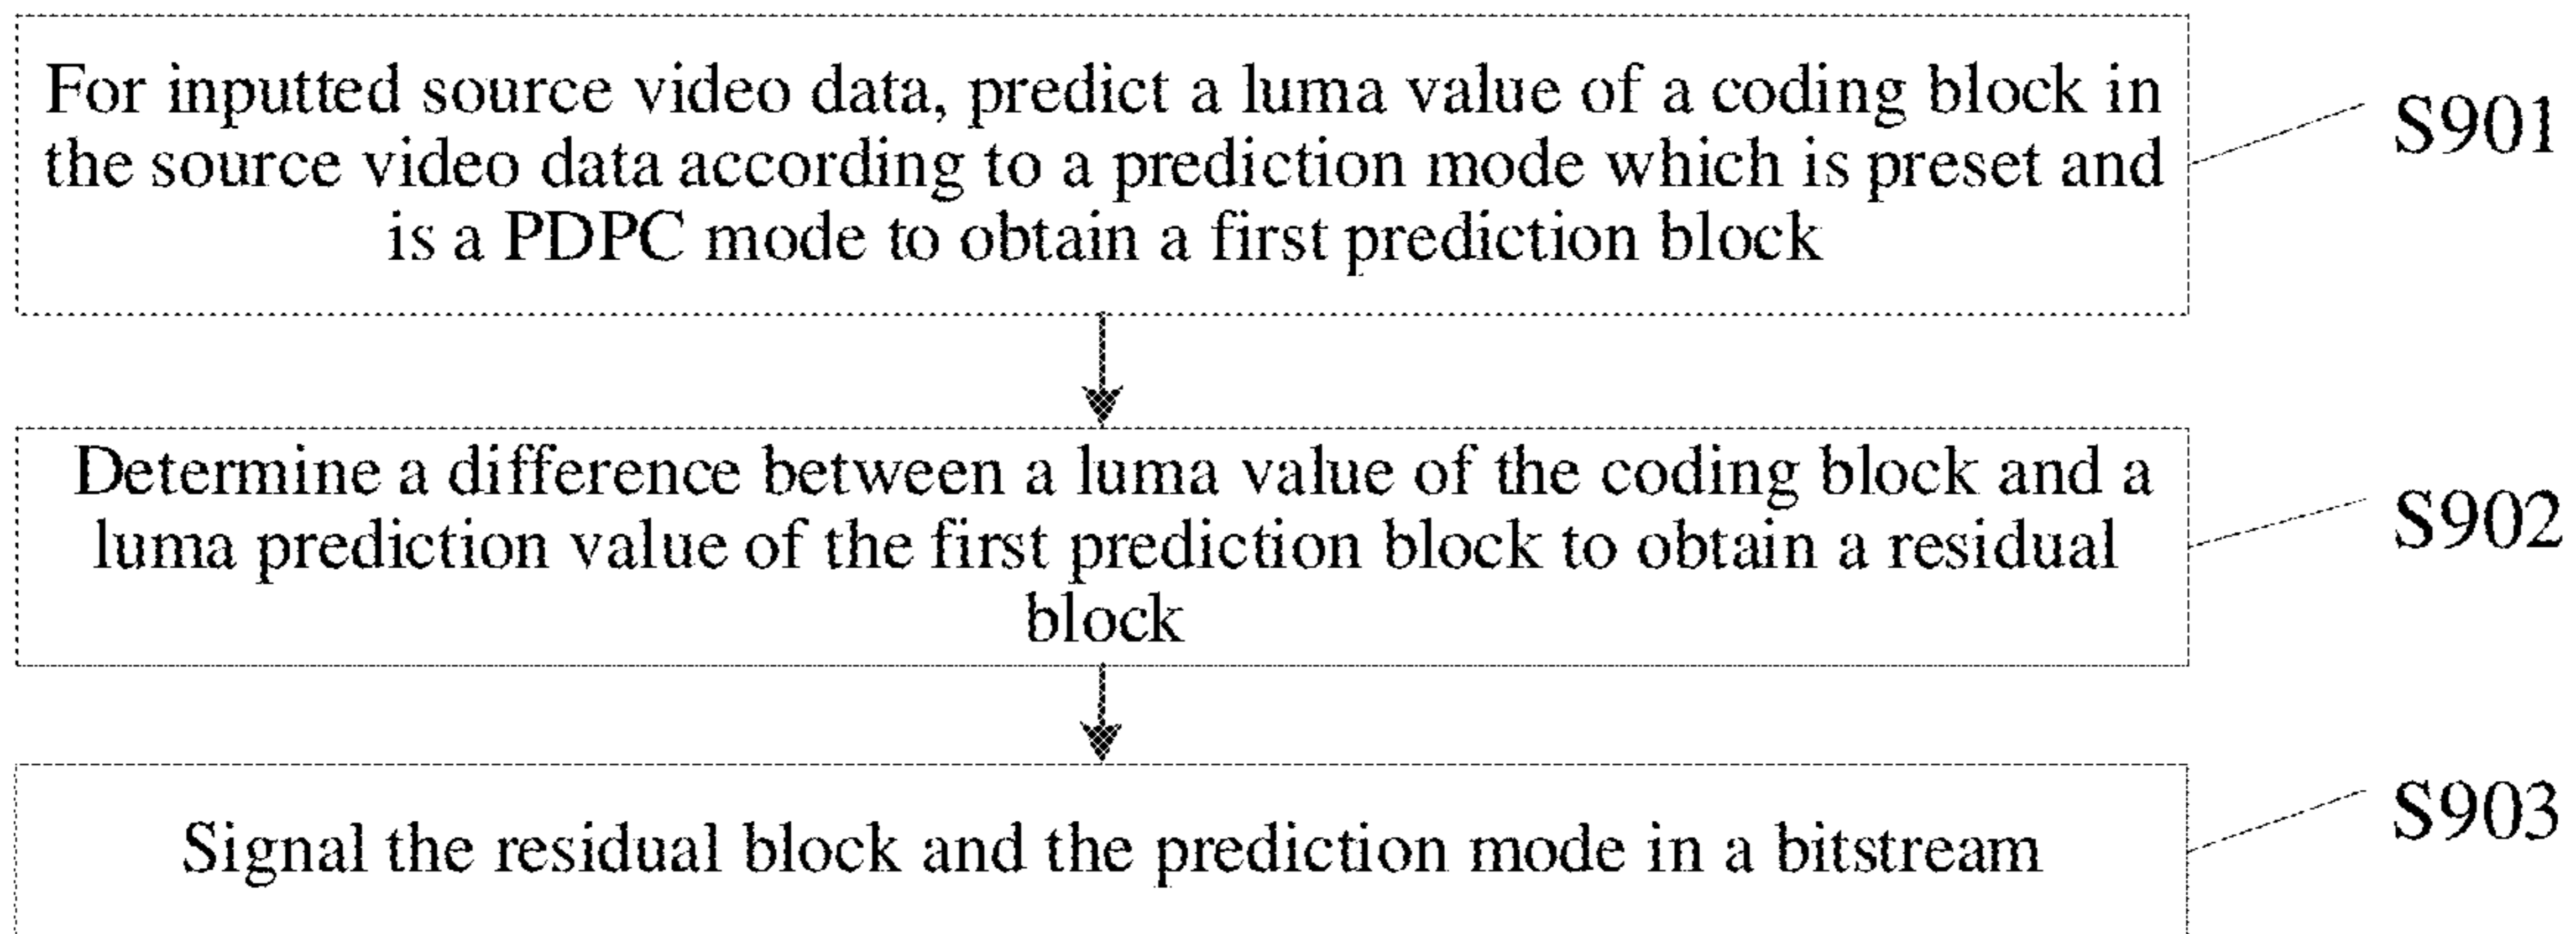 For inputted source video data, predict a luma value of a coding block in
the source video data according to a prediction mode which is preset and
is a PDPC mode to obtain a first prediction block
S901
Determine a difference between a luma value of the coding block and a
luma prediction value of the first prediction block to obtain a residual
block
S902
Signal the residual block and the prediction mode in a bitstream
S903